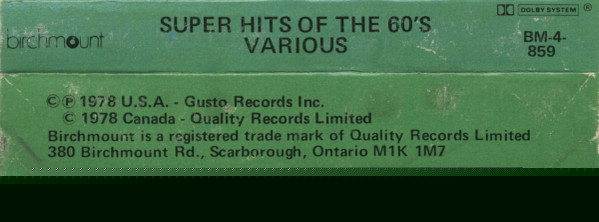 DOLBY SYSTEM ®
birchmount
SUPER HITS OF THE 60'S
VARIOUS
BM-4-
859
© ℗ 1978 U.S.A. - Gusto Records Inc.
© 1978 Canada - Quality Records Limited
Birchmount is a registered trade mark of Quality Records Limited
380 Birchmount Rd., Scarborough, Ontario M1K 1M7